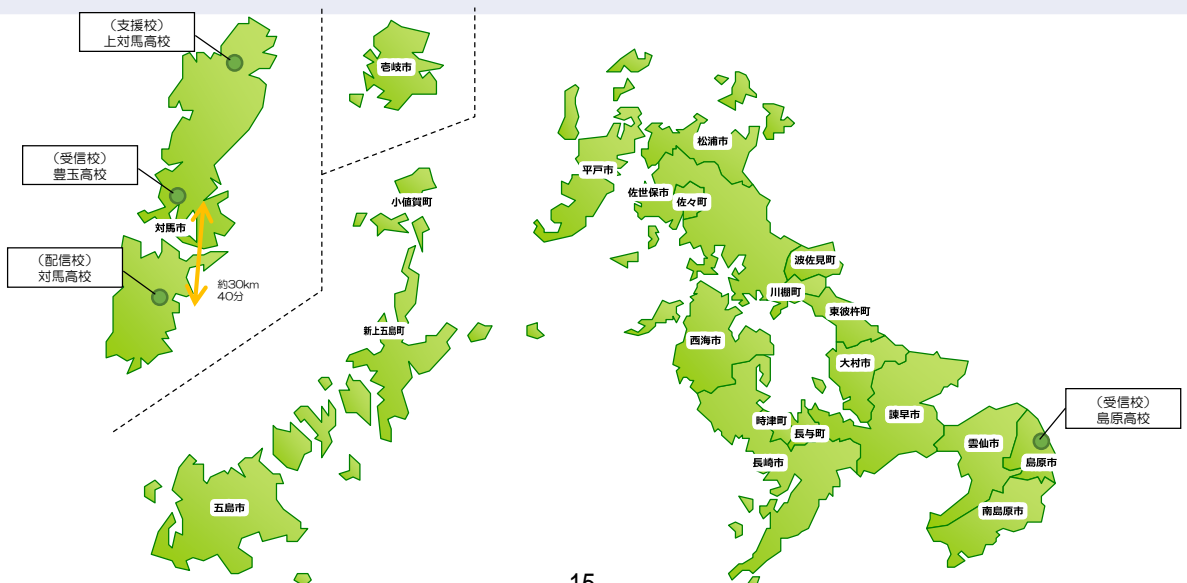 （支援校）
上対馬高校
（受信校）
豊玉高校
対馬市
（配信校）
対馬高校
約30km
40分
壱岐市
小値賀町
新上五島町
五島市
平戸市
松浦市
佐世保市
佐々町
波佐見町
川棚町
東彼杵町
西海市
大村市
時津町
長与町
諫早市
長崎市
雲仙市
島原市
南島原市
（受信校）
島原高校
15